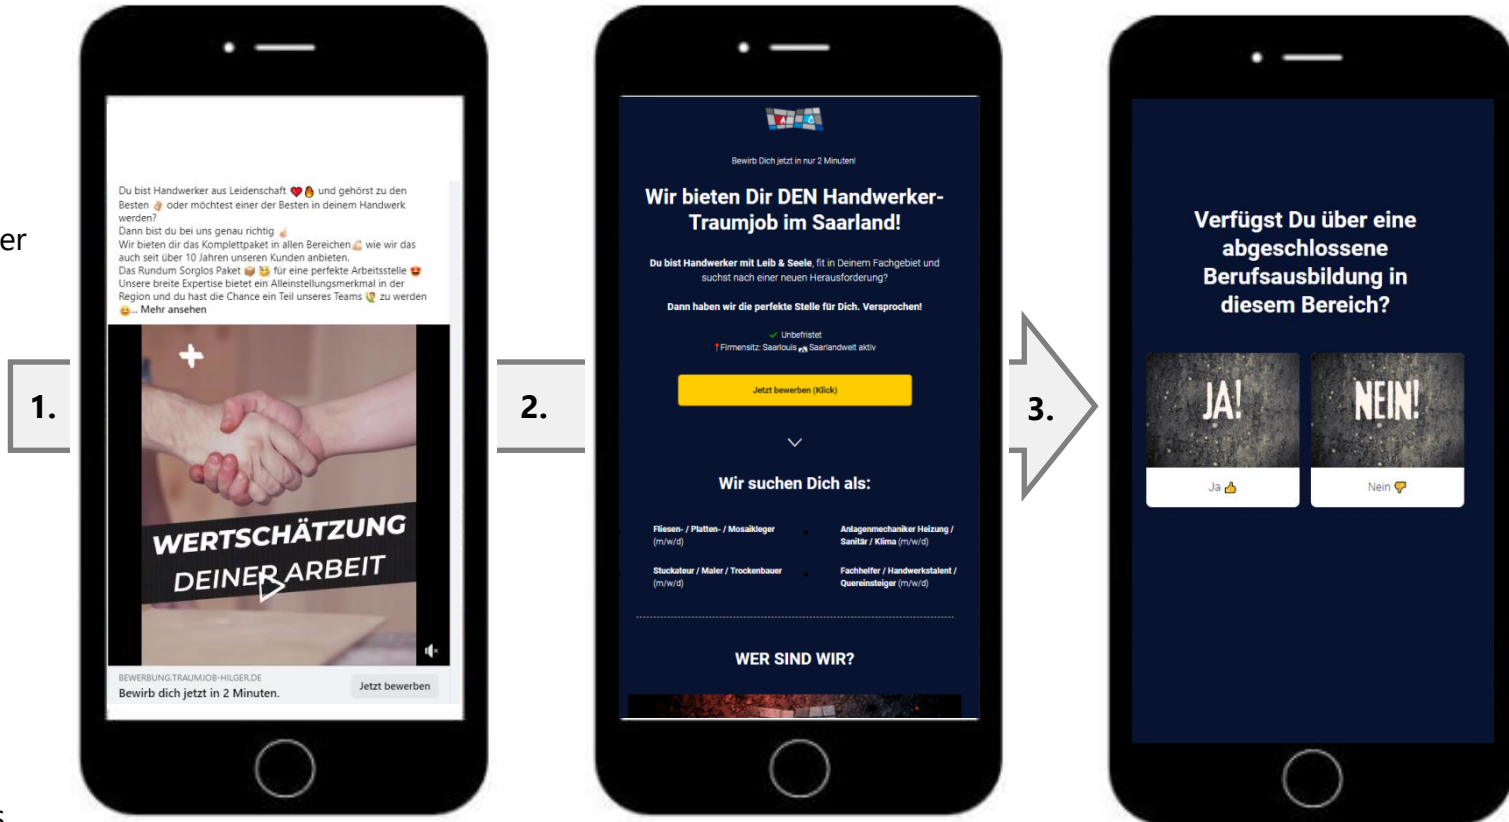 er
s
1.
Du bist Handwerker aus Leidenschaft ❤️🔥 und gehörst zu den
Besten 👌🏼 oder möchtest einer der Besten in deinem Handwerk
werden?
Dann bist du bei uns genau richtig ☝🏼
Wir bieten dir das Komplettpaket in allen Bereichen💪🏼 wie wir das
auch seit über 10 Jahren unseren Kunden anbieten.
Das Rundum Sorglos Paket 📦 🥰 für eine perfekte Arbeitsstelle 🤩
Unsere breite Expertise bietet ein Alleinstellungsmerkmal in der
Region und du hast die Chance ein Teil unseres Teams 🏆 zu werden
😀... Mehr ansehen
WERTSCHÄTZUNG
DEINER ARBEIT
BEWERBUNG.TRAUMJOB-HILGER.DE
Bewirb dich jetzt in 2 Minuten.
Jetzt bewerben
2.
Bewirb Dich jetzt in nur 2 Minuten!
Wir bieten Dir DEN Handwerker-
Traumjob im Saarland!
Du bist Handwerker mit Leib & Seele, fit in Deinem Fachgebiet und
suchst nach einer neuen Herausforderung?
Dann haben wir die perfekte Stelle für Dich. Versprochen!
✓ Unbefristet
📍Firmensitz: Saarlouis 🏘 Saarlandweit aktiv
Jetzt bewerben (Klick)
Wir suchen Dich als:
Fliesen- / Platten- / Mosaikleger
(m/w/d)
Anlagenmechaniker Heizung /
Sanitär / Klima (m/w/d)
Stuckateur / Maler / Trockenbauer
(m/w/d)
Fachhelfer / Handwerkstalent /
Quereinsteiger (m/w/d)
WER SIND WIR?
3.
Verfügst Du über eine
abgeschlossene
Berufsausbildung in
diesem Bereich?
JA!
NEIN!
Ja 👍
Nein 👎